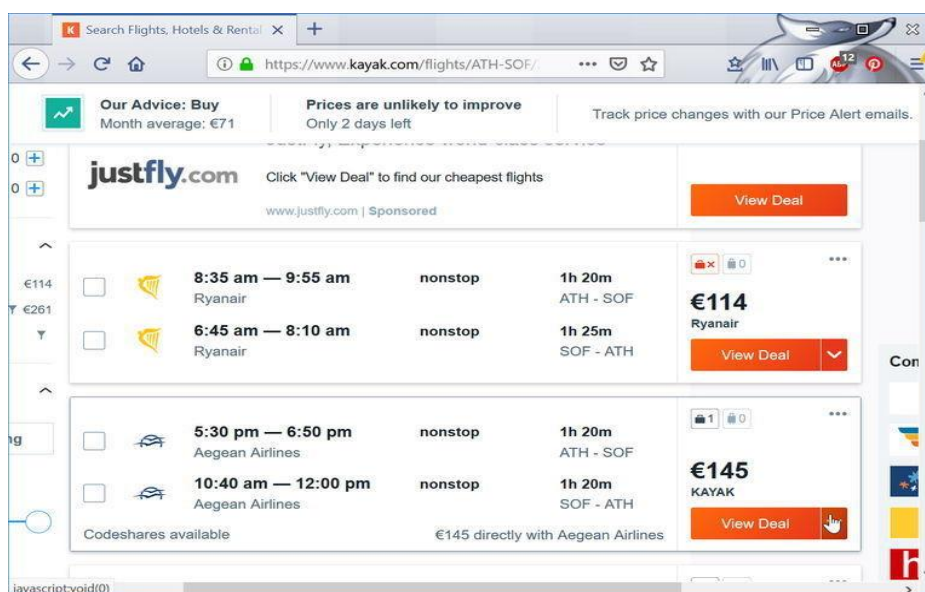 Search Flights, Hotels & Rental
https://www.kayak.com/flights/ATH-SOF/
12
Our Advice: Buy
Month average: €71
Prices are unlikely to improve
Only 2 days left
Track price changes with our Price Alert emails.
0
0
justfly.com
Click "View Deal" to find our cheapest flights
www.justfly.com | Sponsored
View Deal
€114
€261
8:35 am — 9:55 am nonstop 1h 20m
Ryanair ATH - SOF
6:45 am — 8:10 am nonstop 1h 25m
Ryanair SOF - ATH
0
€114
Ryanair
View Deal
Con
ng
5:30 pm — 6:50 pm nonstop 1h 20m
Aegean Airlines ATH - SOF
10:40 am — 12:00 pm nonstop 1h 20m
Aegean Airlines SOF - ATH
Codeshares available €145 directly with Aegean Airlines
1 0
€145
KAYAK
View Deal
h
javascript:void(0)